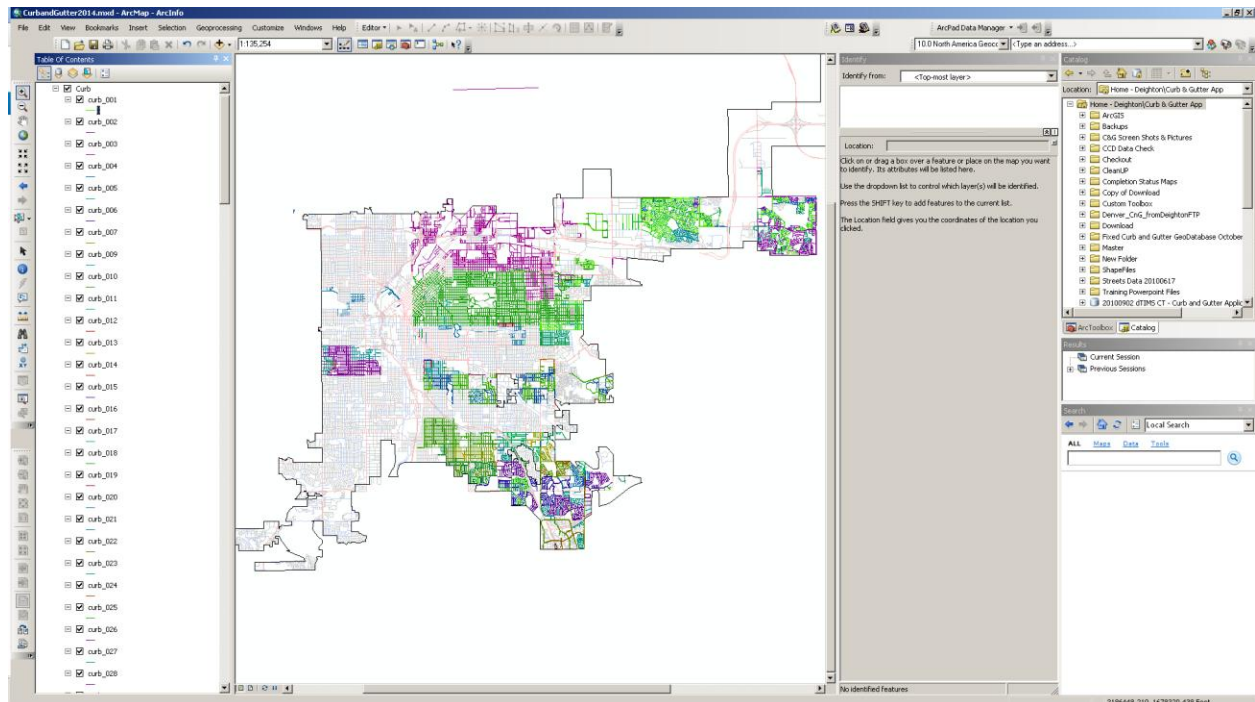 CurbandGutter2014.mxd - ArcMap - ArcInfo
File Edit View Bookmarks Insert Selection Geoprocessing Customize Windows Help Editor ArcPad Data Manager
1:135,254 10.0 North America Geocc <Type an address...>
Table Of Contents
Curb
curb_001
curb_002
curb_003
curb_004
curb_005
curb_006
curb_007
curb_009
curb_010
curb_011
curb_012
curb_013
curb_014
curb_015
curb_016
curb_017
curb_018
curb_019
curb_020
curb_021
curb_022
curb_023
curb_024
curb_025
curb_026
curb_027
curb_028
Identify
Identify from: <Top-most layer>
Location:
Click on or drag a box over a feature or place on the map you want
to identify. Its attributes will be listed here.
Use the dropdown list to control which layer(s) will be identified.
Press the SHIFT key to add features to the current list.
The Location field gives you the coordinates of the location you
clicked.
No identified features
Catalog
Location: Home - Deighton\Curb & Gutter App
Home - Deighton\Curb & Gutter App
ArcGIS
Backups
C&G Screen Shots & Pictures
CCD Data Check
Checkout
CleanUP
Completion Status Maps
Copy of Download
Custom Toolbox
Denver_CnG_fromDeightonFTP
Download
Fixed Curb and Gutter GeoDatabase October
Master
New Folder
ShapeFiles
Streets Data 20100617
Training Powerpoint Files
20100902 dTIMS CT - Curb and Gutter Applic
ArcToolbox Catalog
Results
Current Session
Previous Sessions
Search
Local Search
ALL Maps Data Tools